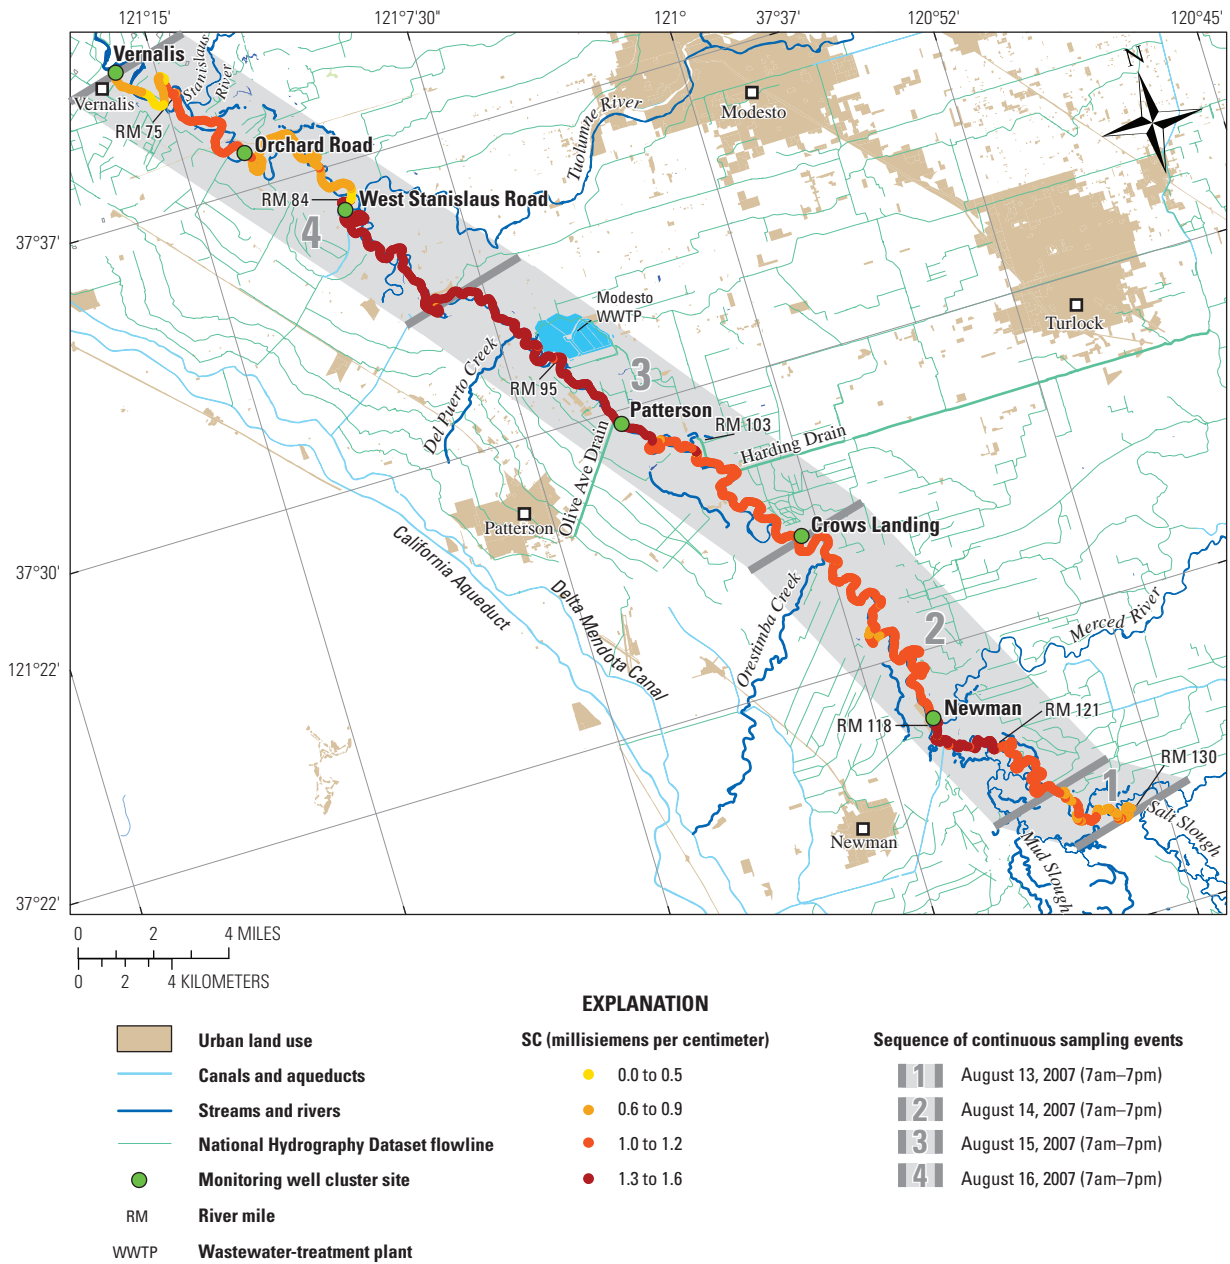 121°15'
121°7'30"
121°
37°37'
120°52'
120°45'
Vernalis
Vernalis
Stanislaus
River
RM 75
Orchard Road
RM 84
West Stanislaus Road
4
Tuolumne River
Modesto
N
37°37'
Turlock
Modesto
WWTP
3
Del Puerto Creek
RM 95
Patterson
RM 103
Harding Drain
Olive Ave Drain
Patterson
Crows Landing
California Aqueduct
Delta Mendota Canal
Orestimba Creek
37°30'
2
Merced River
121°22'
Newman
RM 118
RM 121
RM 130
1
Salt Slough
Mud Slough
Newman
37°22'
0 2 4 MILES
0 2 4 KILOMETERS
EXPLANATION
Urban land use
Canals and aqueducts
Streams and rivers
National Hydrography Dataset flowline
Monitoring well cluster site
RM River mile
WWTP Wastewater-treatment plant
SC (millisiemens per centimeter)
0.0 to 0.5
0.6 to 0.9
1.0 to 1.2
1.3 to 1.6
Sequence of continuous sampling events
1 August 13, 2007 (7am–7pm)
2 August 14, 2007 (7am–7pm)
3 August 15, 2007 (7am–7pm)
4 August 16, 2007 (7am–7pm)